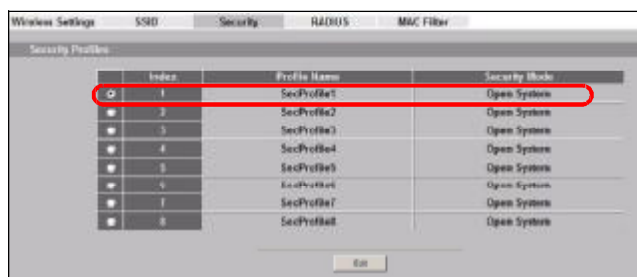 Wireless Settings SSID Security RADIUS MAC Filter
Security Profiles
Index Profile Name Security Mode
1 SecProfile1 Open System
2 SecProfile2 Open System
3 SecProfile3 Open System
4 SecProfile4 Open System
5 SecProfile5 Open System
6 SecProfile6 Open System
7 SecProfile7 Open System
8 SecProfile8 Open System
Edit